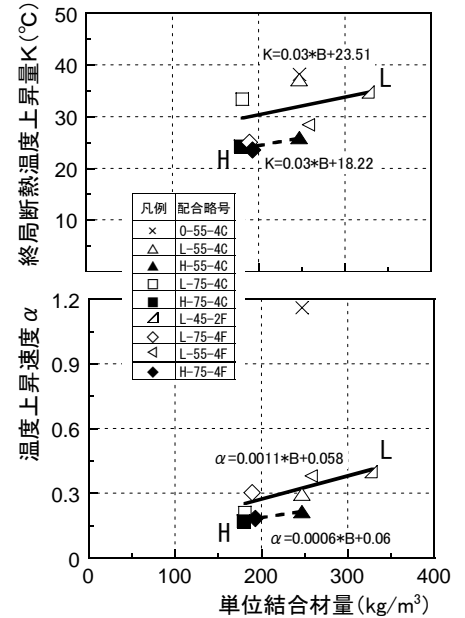 終局断熱温度上昇量K(℃)
50
40
30
20
10
K=0.03*B+23.51
L
H
K=0.03*B+18.22
凡例 配合略号
× O-55-4C
△ L-55-4C
▲ H-55-4C
□ L-75-4C
■ H-75-4C
⊿ L-45-2F
◇ L-75-4F
◁ L-55-4F
◆ H-75-4F
温度上昇速度α
1.2
0.9
0.6
0.3
0
α=0.0011*B+0.058
L
H
α=0.0006*B+0.06
0 100 200 300 400
単位結合材量(kg/m³)